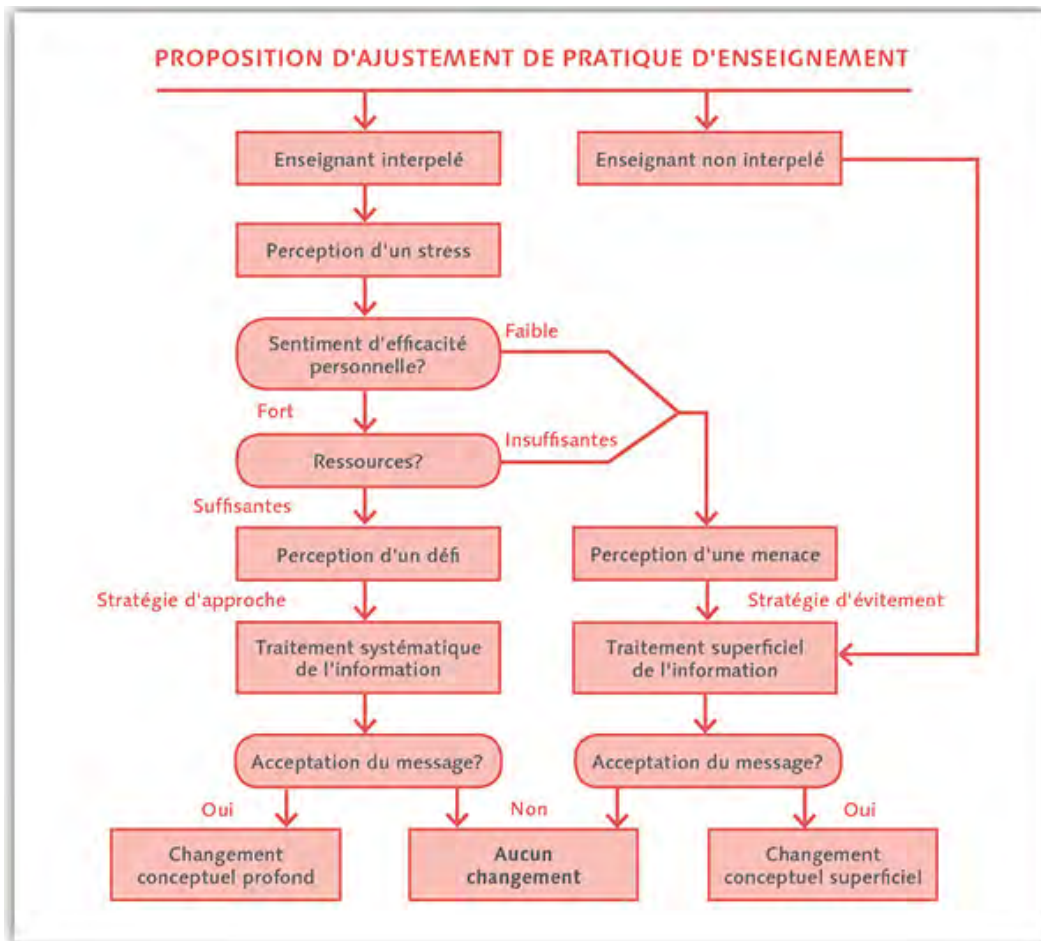 PROPOSITION D'AJUSTEMENT DE PRATIQUE D'ENSEIGNEMENT
Enseignant interpelé
Enseignant non interpelé
Perception d'un stress
Sentiment d'efficacité
personnelle?
Faible
Fort
Ressources?
Insuffisantes
Suffisantes
Perception d'un défi
Perception d'une menace
Stratégie d'approche
Stratégie d'évitement
Traitement systématique
de l'information
Traitement superficiel
de l'information
Acceptation du message?
Acceptation du message?
Oui
Non
Oui
Changement
conceptuel profond
Aucun
changement
Changement
conceptuel superficiel